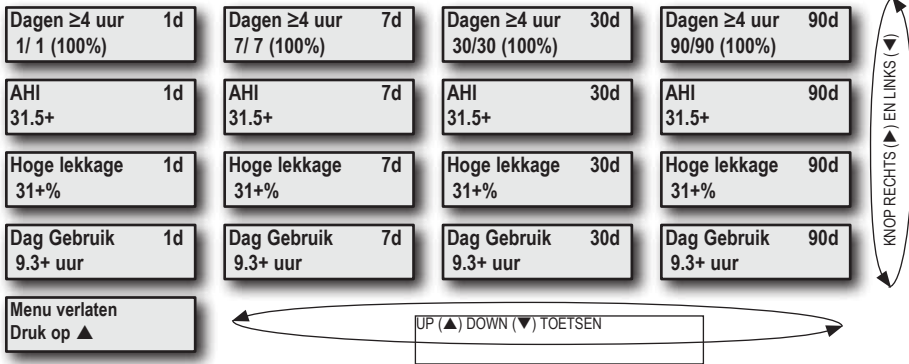 Dagen ≥4 uur 1d
1/ 1 (100%)
Dagen ≥4 uur 7d
7/ 7 (100%)
Dagen ≥4 uur 30d
30/30 (100%)
Dagen ≥4 uur 90d
90/90 (100%)
AHI 1d
31.5+
AHI 7d
31.5+
AHI 30d
31.5+
AHI 90d
31.5+
Hoge lekkage 1d
31+%
Hoge lekkage 7d
31+%
Hoge lekkage 30d
31+%
Hoge lekkage 90d
31+%
Dag Gebruik 1d
9.3+ uur
Dag Gebruik 7d
9.3+ uur
Dag Gebruik 30d
9.3+ uur
Dag Gebruik 90d
9.3+ uur
Menu verlaten
Druk op ▲
UP (▲) DOWN (▼) TOETSEN
KNOP RECHTS (▶) EN LINKS (◀)